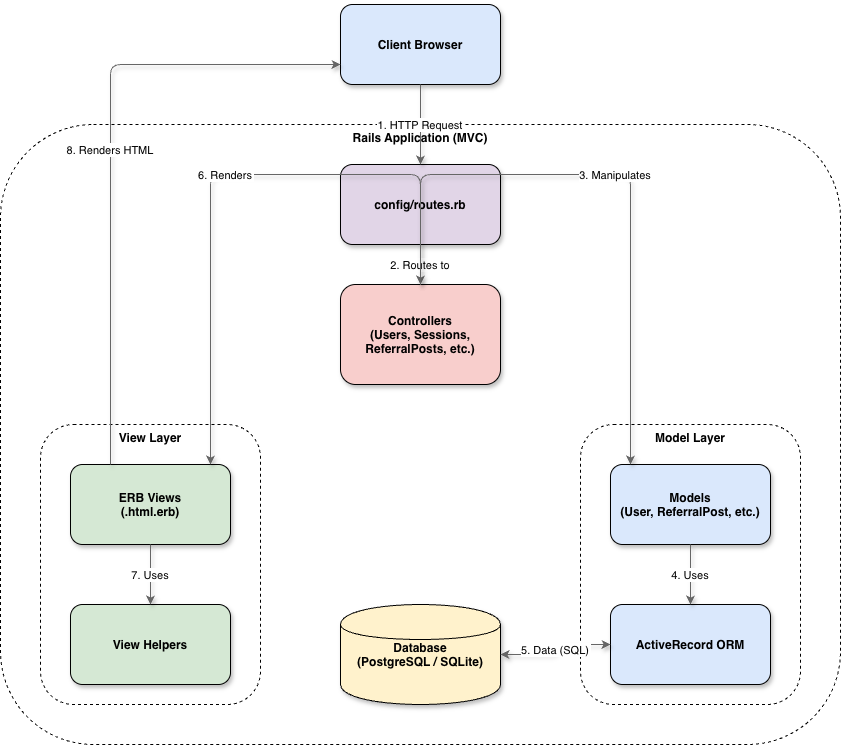 Client Browser
1. HTTP Request
Rails Application (MVC)
8. Renders HTML
6. Renders
3. Manipulates
config/routes.rb
2. Routes to
Controllers
(Users, Sessions,
ReferralPosts, etc.)
View Layer
Model Layer
ERB Views
(.html.erb)
Models
(User, ReferralPost, etc.)
7. Uses
4. Uses
View Helpers
Database
(PostgreSQL / SQLite)
5. Data (SQL)
ActiveRecord ORM